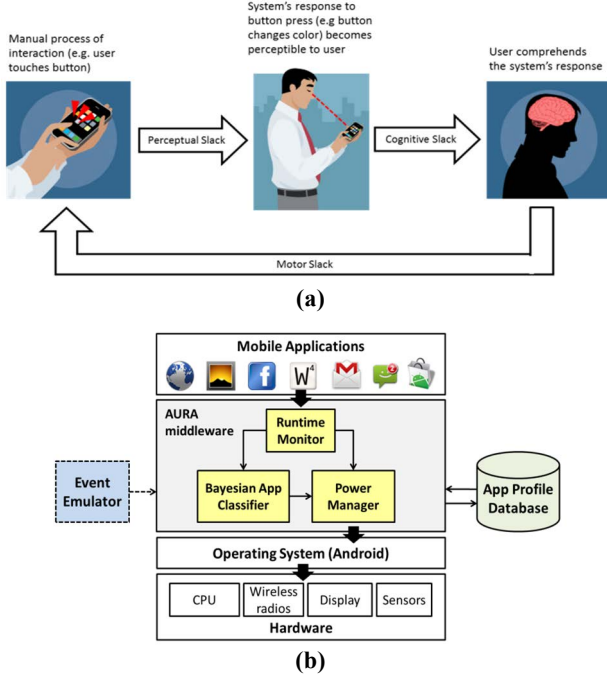 System's response to
button press (e.g button
changes color) becomes
perceptible to user
Manual process of
interaction (e.g. user
touches button)
User comprehends
the system's response
Perceptual Slack
Cognitive Slack
Motor Slack
(a)
Mobile Applications
f
W4
2
AURA
middleware
Runtime
Monitor
Event
Emulator
Bayesian App
Classifier
Power
Manager
App Profile
Database
Operating System (Android)
CPU
Wireless
radios
Display
Sensors
Hardware
(b)